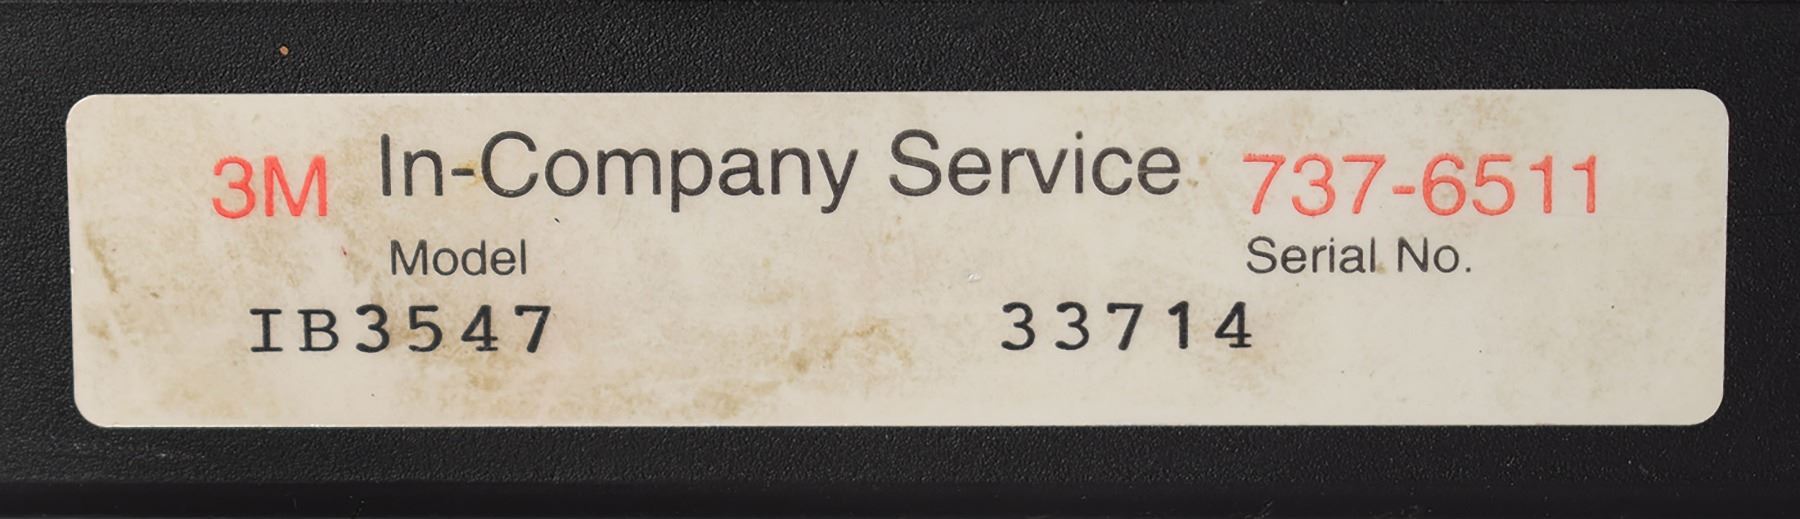 3M In-Company Service 737-6511
Model Serial No.
IB3547 33714